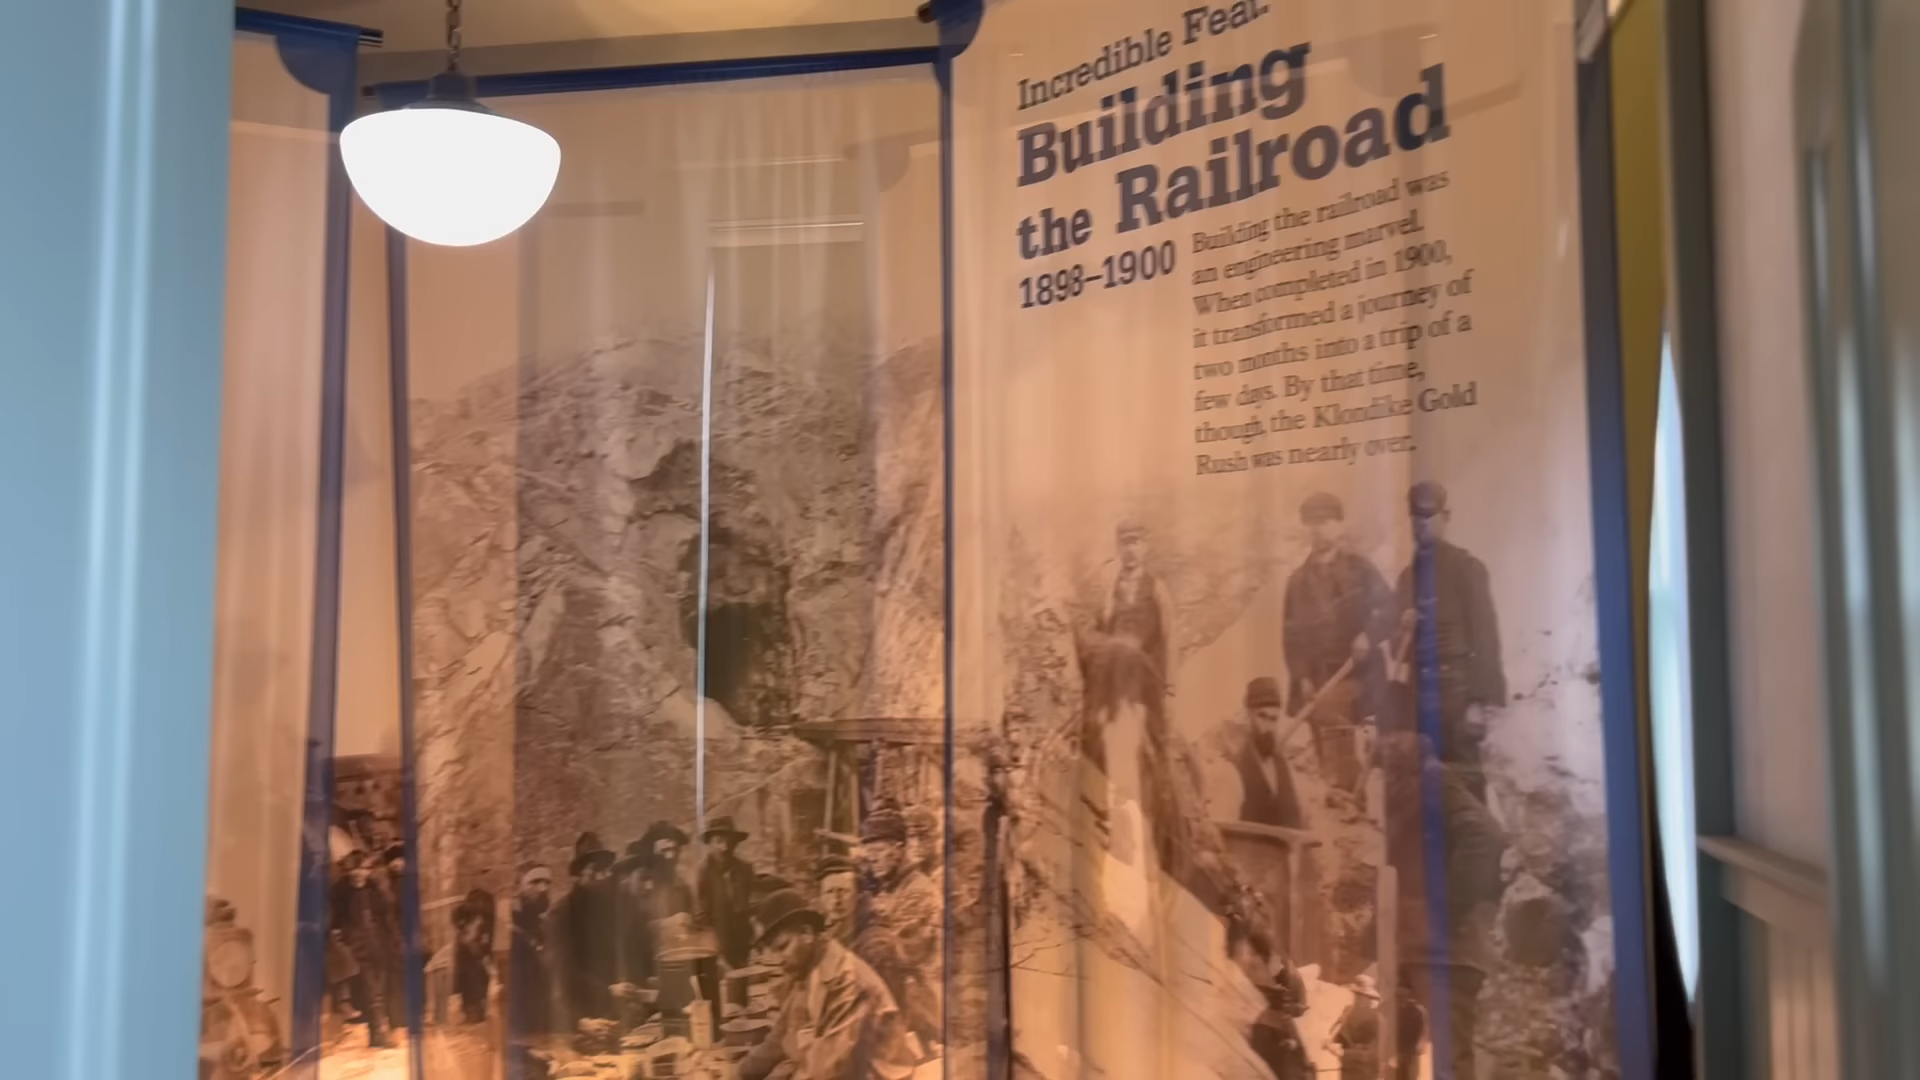 Incredible Feat:
Building
the Railroad
1898–1900
Building the railroad was
an engineering marvel.
When completed in 1900,
it transformed a journey of
two months into a trip of a
few days. By that time,
though, the Klondike Gold
Rush was nearly over.